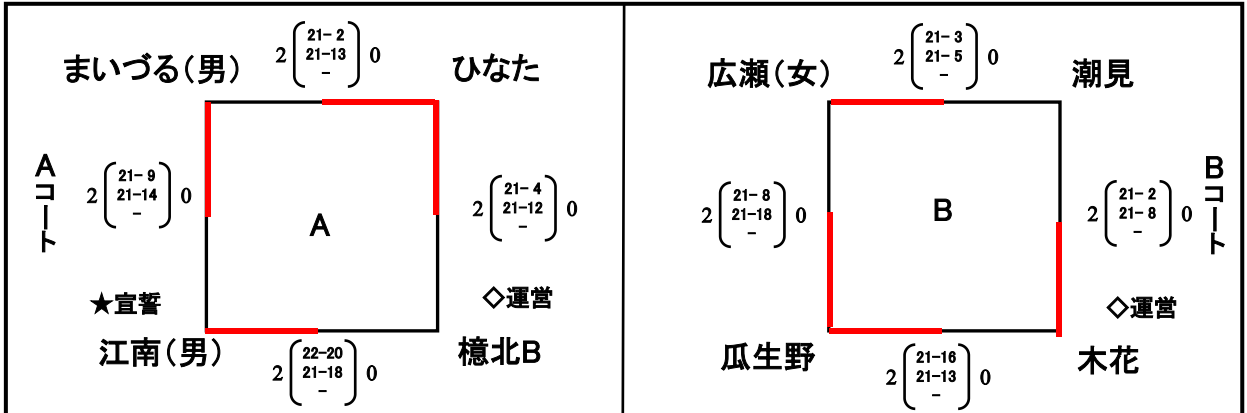 まいづる(男)
2 21-2 0
21-13
-
ひなた
Aコート
2 21-9 0
21-14
-
A
2 21-4 0
21-12
-
★宣誓
◇運営
江南(男)
2 22-20 0
21-18
-
檍北B
広瀬(女)
2 21-3 0
21-5
-
潮見
2 21-8 0
21-18
-
B
2 21-2 0
21-8
-
Bコート
◇運営
瓜生野
2 21-16 0
21-13
-
木花